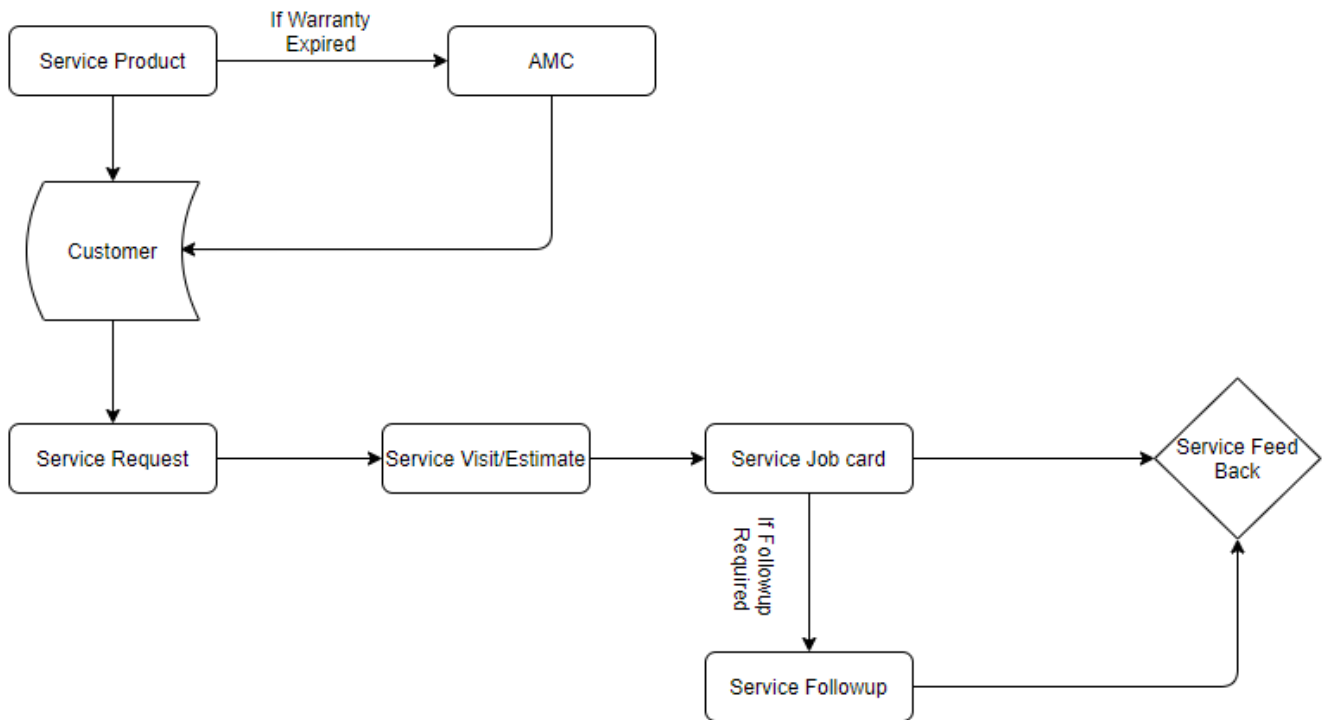 If Warranty
Expired
Service Product
AMC
Customer
Service Request
Service Visit/Estimate
Service Job card
Service Feed
Back
If Followup
Required
Service Followup